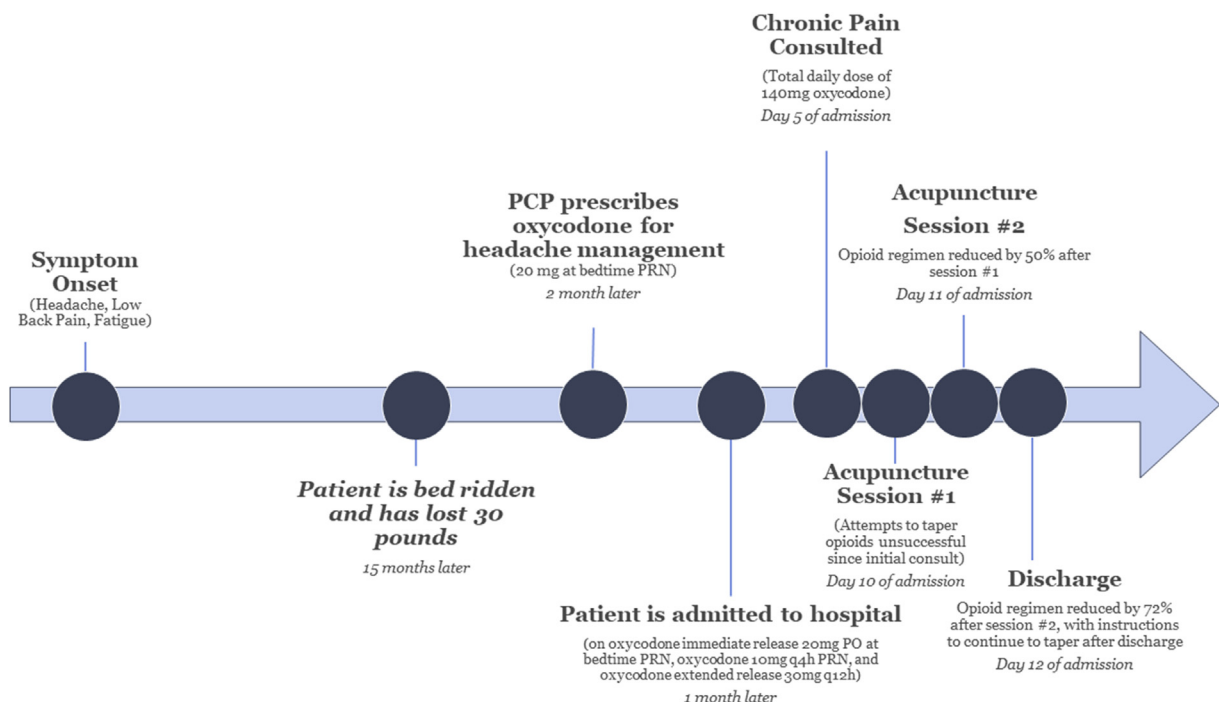 Symptom
Onset
(Headache, Low
Back Pain, Fatigue)
Patient is bed ridden
and has lost 30
pounds
15 months later
PCP prescribes
oxycodone for
headache management
(20 mg at bedtime PRN)
2 month later
Patient is admitted to hospital
(on oxycodone immediate release 20mg PO at
bedtime PRN, oxycodone 10mg q4h PRN, and
oxycodone extended release 30mg q12h)
1 month later
Chronic Pain
Consulted
(Total daily dose of
140mg oxycodone)
Day 5 of admission
Acupuncture
Session #1
(Attempts to taper
opioids unsuccessful
since initial consult)
Day 10 of admission
Acupuncture
Session #2
Opioid regimen reduced by 50% after
session #1
Day 11 of admission
Discharge
Opioid regimen reduced by 72%
after session #2, with instructions
to continue to taper after discharge
Day 12 of admission